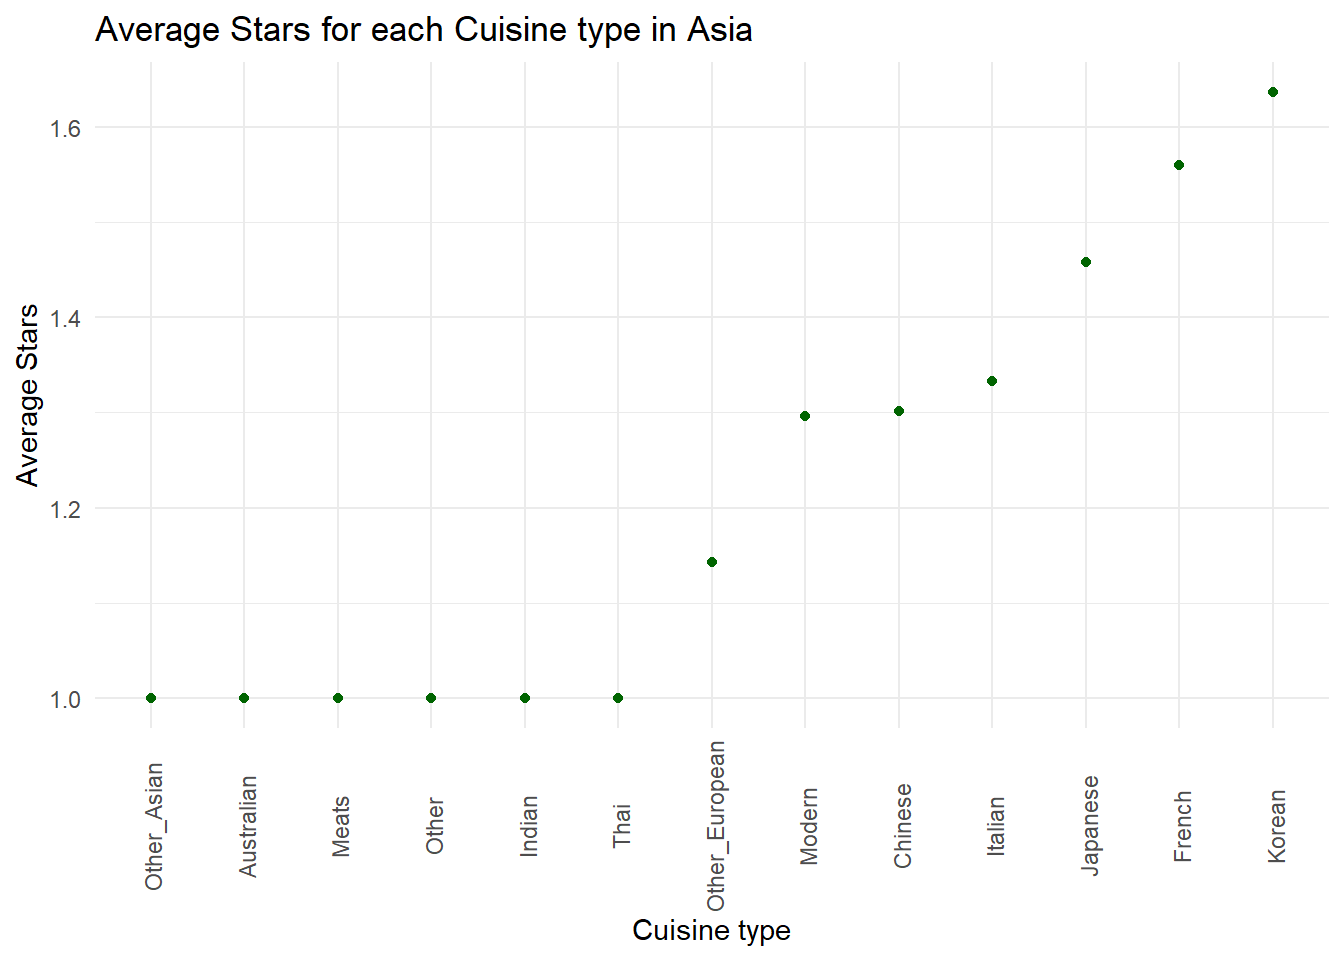 Average Stars for each Cuisine type in Asia
Average Stars
1.6
1.4
1.2
1.0
Other_Asian
Australian
Meats
Other
Indian
Thai
Other_European
Modern
Chinese
Italian
Japanese
French
Korean
Cuisine type